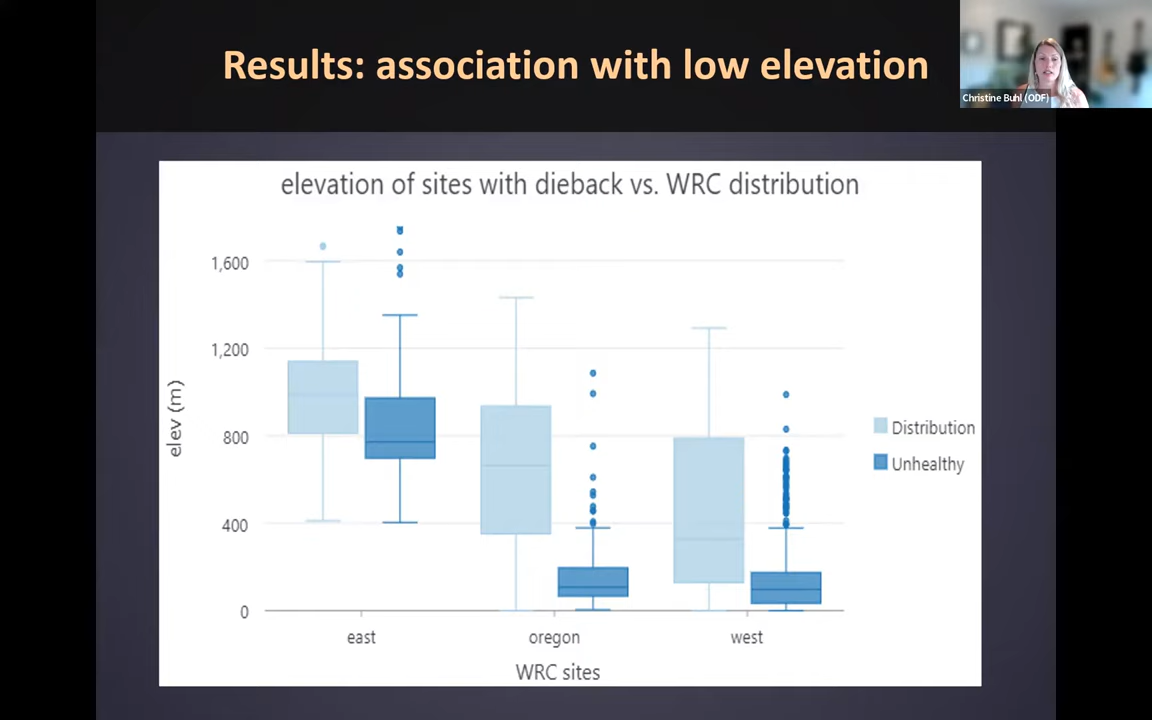 Results: association with low elevation
Christine Buhl (ODF)
elevation of sites with dieback vs. WRC distribution
1,600
1,200
800
400
0
elev (m)
east
oregon
west
WRC sites
Distribution
Unhealthy